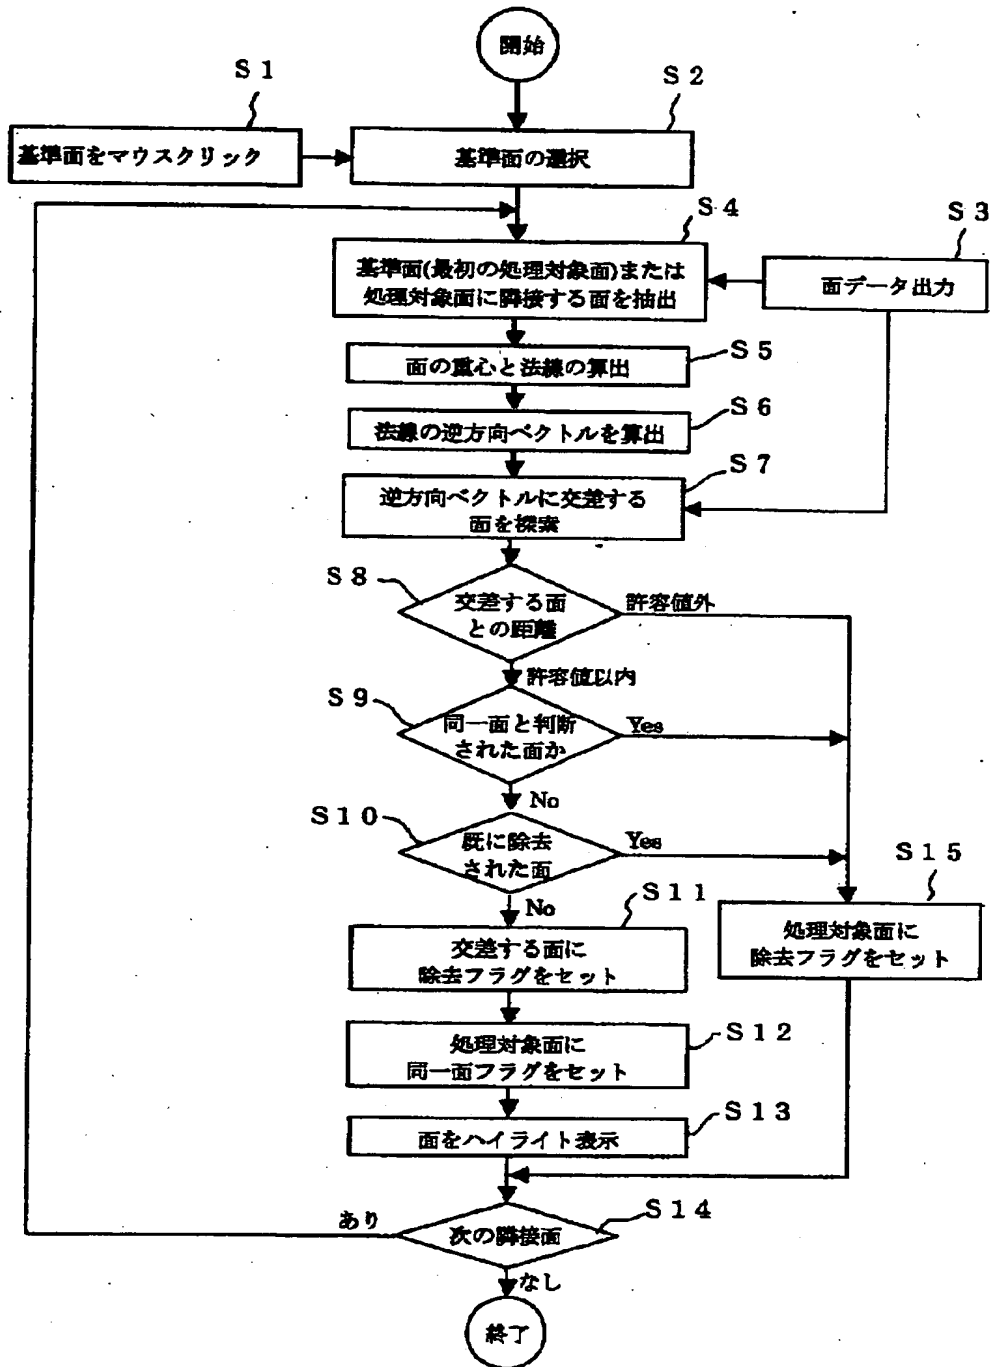 開始
S1
S2
基準面をマウスクリック
基準面の選択
S4
S3
基準面(最初の処理対象面)または
処理対象面に隣接する面を抽出
面データ出力
S5
面の重心と法線の算出
S6
法線の逆方向ベクトルを算出
S7
逆方向ベクトルに交差する
面を探索
S8
交差する面
との距離
許容値外
許容値以内
S9
同一面と判断
された面か
Yes
No
S10
既に除去
された面
Yes
No
S11
S15
交差する面に
除去フラグをセット
処理対象面に
除去フラグをセット
S12
処理対象面に
同一面フラグをセット
S13
面をハイライト表示
S14
あり
次の隣接面
なし
終了